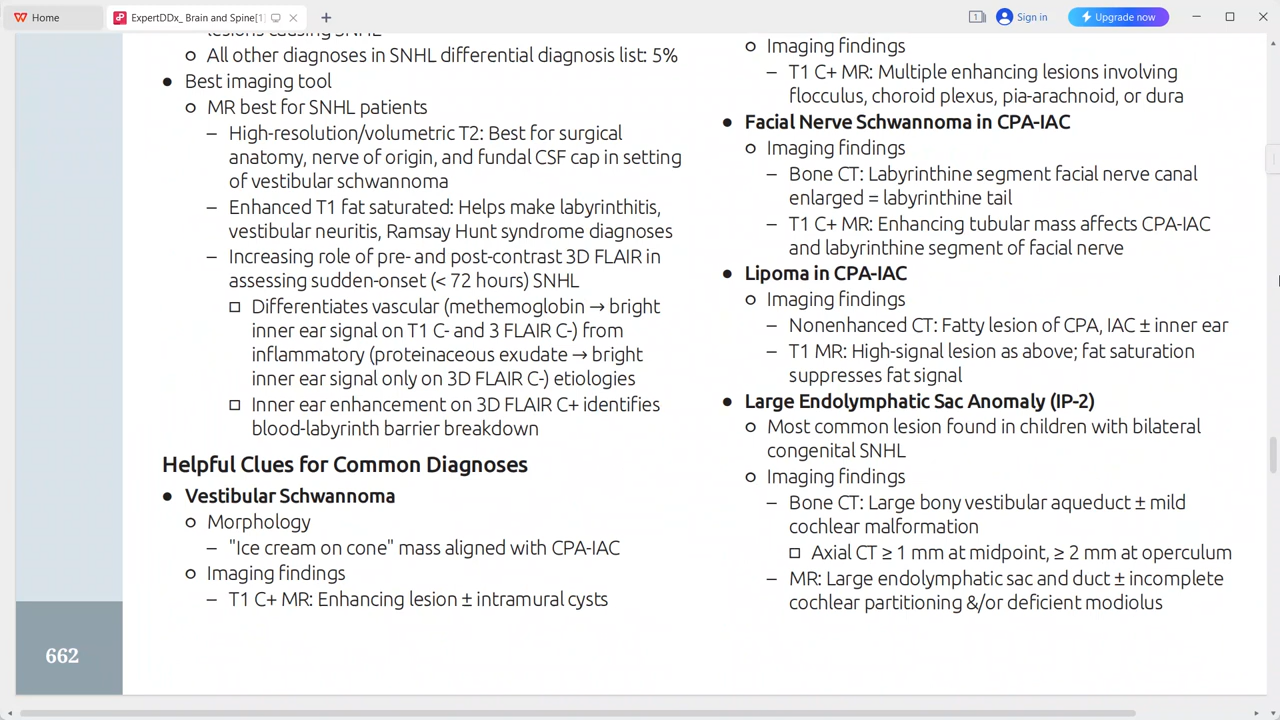 Home
ExpertDDx_ Brain and Spine[1]
1
Sign in
Upgrade now
lesions causing SNHL
o All other diagnoses in SNHL differential diagnosis list: 5%
● Best imaging tool
o MR best for SNHL patients
– High-resolution/volumetric T2: Best for surgical
anatomy, nerve of origin, and fundal CSF cap in setting
of vestibular schwannoma
– Enhanced T1 fat saturated: Helps make labyrinthitis,
vestibular neuritis, Ramsay Hunt syndrome diagnoses
– Increasing role of pre- and post-contrast 3D FLAIR in
assessing sudden-onset (< 72 hours) SNHL
□ Differentiates vascular (methemoglobin → bright
inner ear signal on T1 C- and 3 FLAIR C-) from
inflammatory (proteinaceous exudate → bright
inner ear signal only on 3D FLAIR C-) etiologies
□ Inner ear enhancement on 3D FLAIR C+ identifies
blood-labyrinth barrier breakdown
Helpful Clues for Common Diagnoses
● Vestibular Schwannoma
o Morphology
– "Ice cream on cone" mass aligned with CPA-IAC
o Imaging findings
– T1 C+ MR: Enhancing lesion ± intramural cysts
o Imaging findings
– T1 C+ MR: Multiple enhancing lesions involving
flocculus, choroid plexus, pia-arachnoid, or dura
● Facial Nerve Schwannoma in CPA-IAC
o Imaging findings
– Bone CT: Labyrinthine segment facial nerve canal
enlarged = labyrinthine tail
– T1 C+ MR: Enhancing tubular mass affects CPA-IAC
and labyrinthine segment of facial nerve
● Lipoma in CPA-IAC
o Imaging findings
– Nonenhanced CT: Fatty lesion of CPA, IAC ± inner ear
– T1 MR: High-signal lesion as above; fat saturation
suppresses fat signal
● Large Endolymphatic Sac Anomaly (IP-2)
o Most common lesion found in children with bilateral
congenital SNHL
o Imaging findings
– Bone CT: Large bony vestibular aqueduct ± mild
cochlear malformation
□ Axial CT ≥ 1 mm at midpoint, ≥ 2 mm at operculum
– MR: Large endolymphatic sac and duct ± incomplete
cochlear partitioning &/or deficient modiolus
662